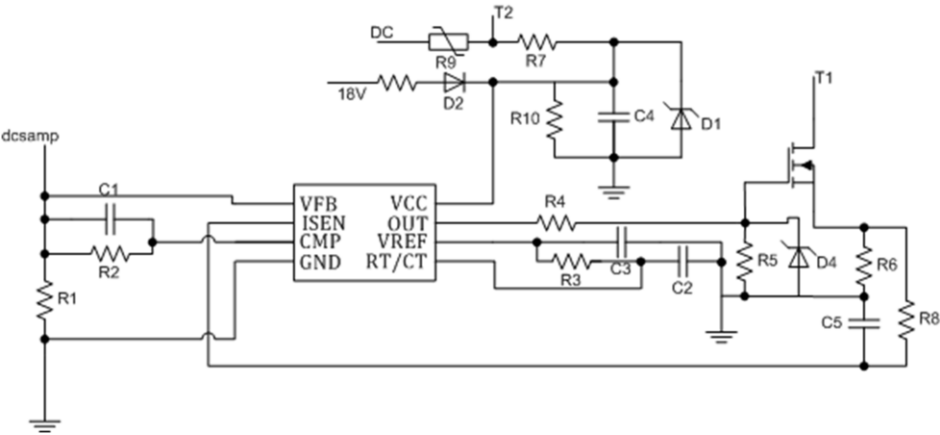 T2
DC
R9
R7
T1
18V
D2
R10
C4
D1
dcsamp
C1
VFB
VCC
ISEN
OUT
R4
CMP
VREF
GND
RT/CT
R2
C3
R3
C2
R5
D4
R6
R1
C5
R8